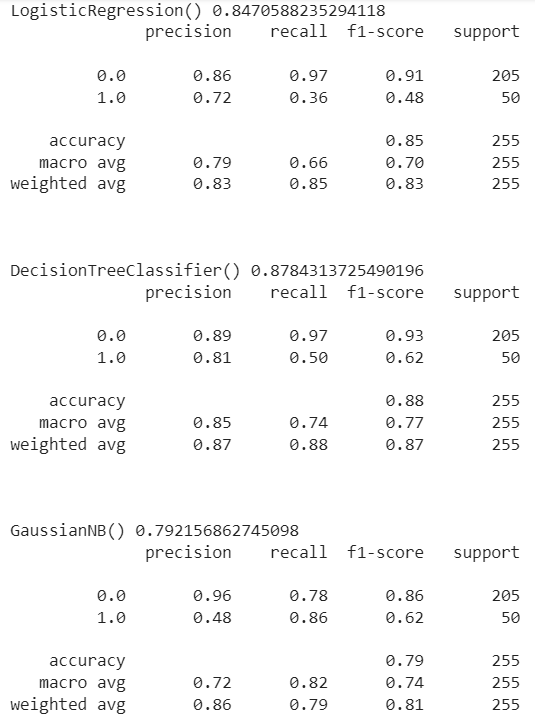 LogisticRegression() 0.8470588235294118
precision recall f1-score support
0.0 0.86 0.97 0.91 205
1.0 0.72 0.36 0.48 50
accuracy 0.85 255
macro avg 0.79 0.66 0.70 255
weighted avg 0.83 0.85 0.83 255
DecisionTreeClassifier() 0.8784313725490196
precision recall f1-score support
0.0 0.89 0.97 0.93 205
1.0 0.81 0.50 0.62 50
accuracy 0.88 255
macro avg 0.85 0.74 0.77 255
weighted avg 0.87 0.88 0.87 255
GaussianNB() 0.792156862745098
precision recall f1-score support
0.0 0.96 0.78 0.86 205
1.0 0.48 0.86 0.62 50
accuracy 0.79 255
macro avg 0.72 0.82 0.74 255
weighted avg 0.86 0.79 0.81 255